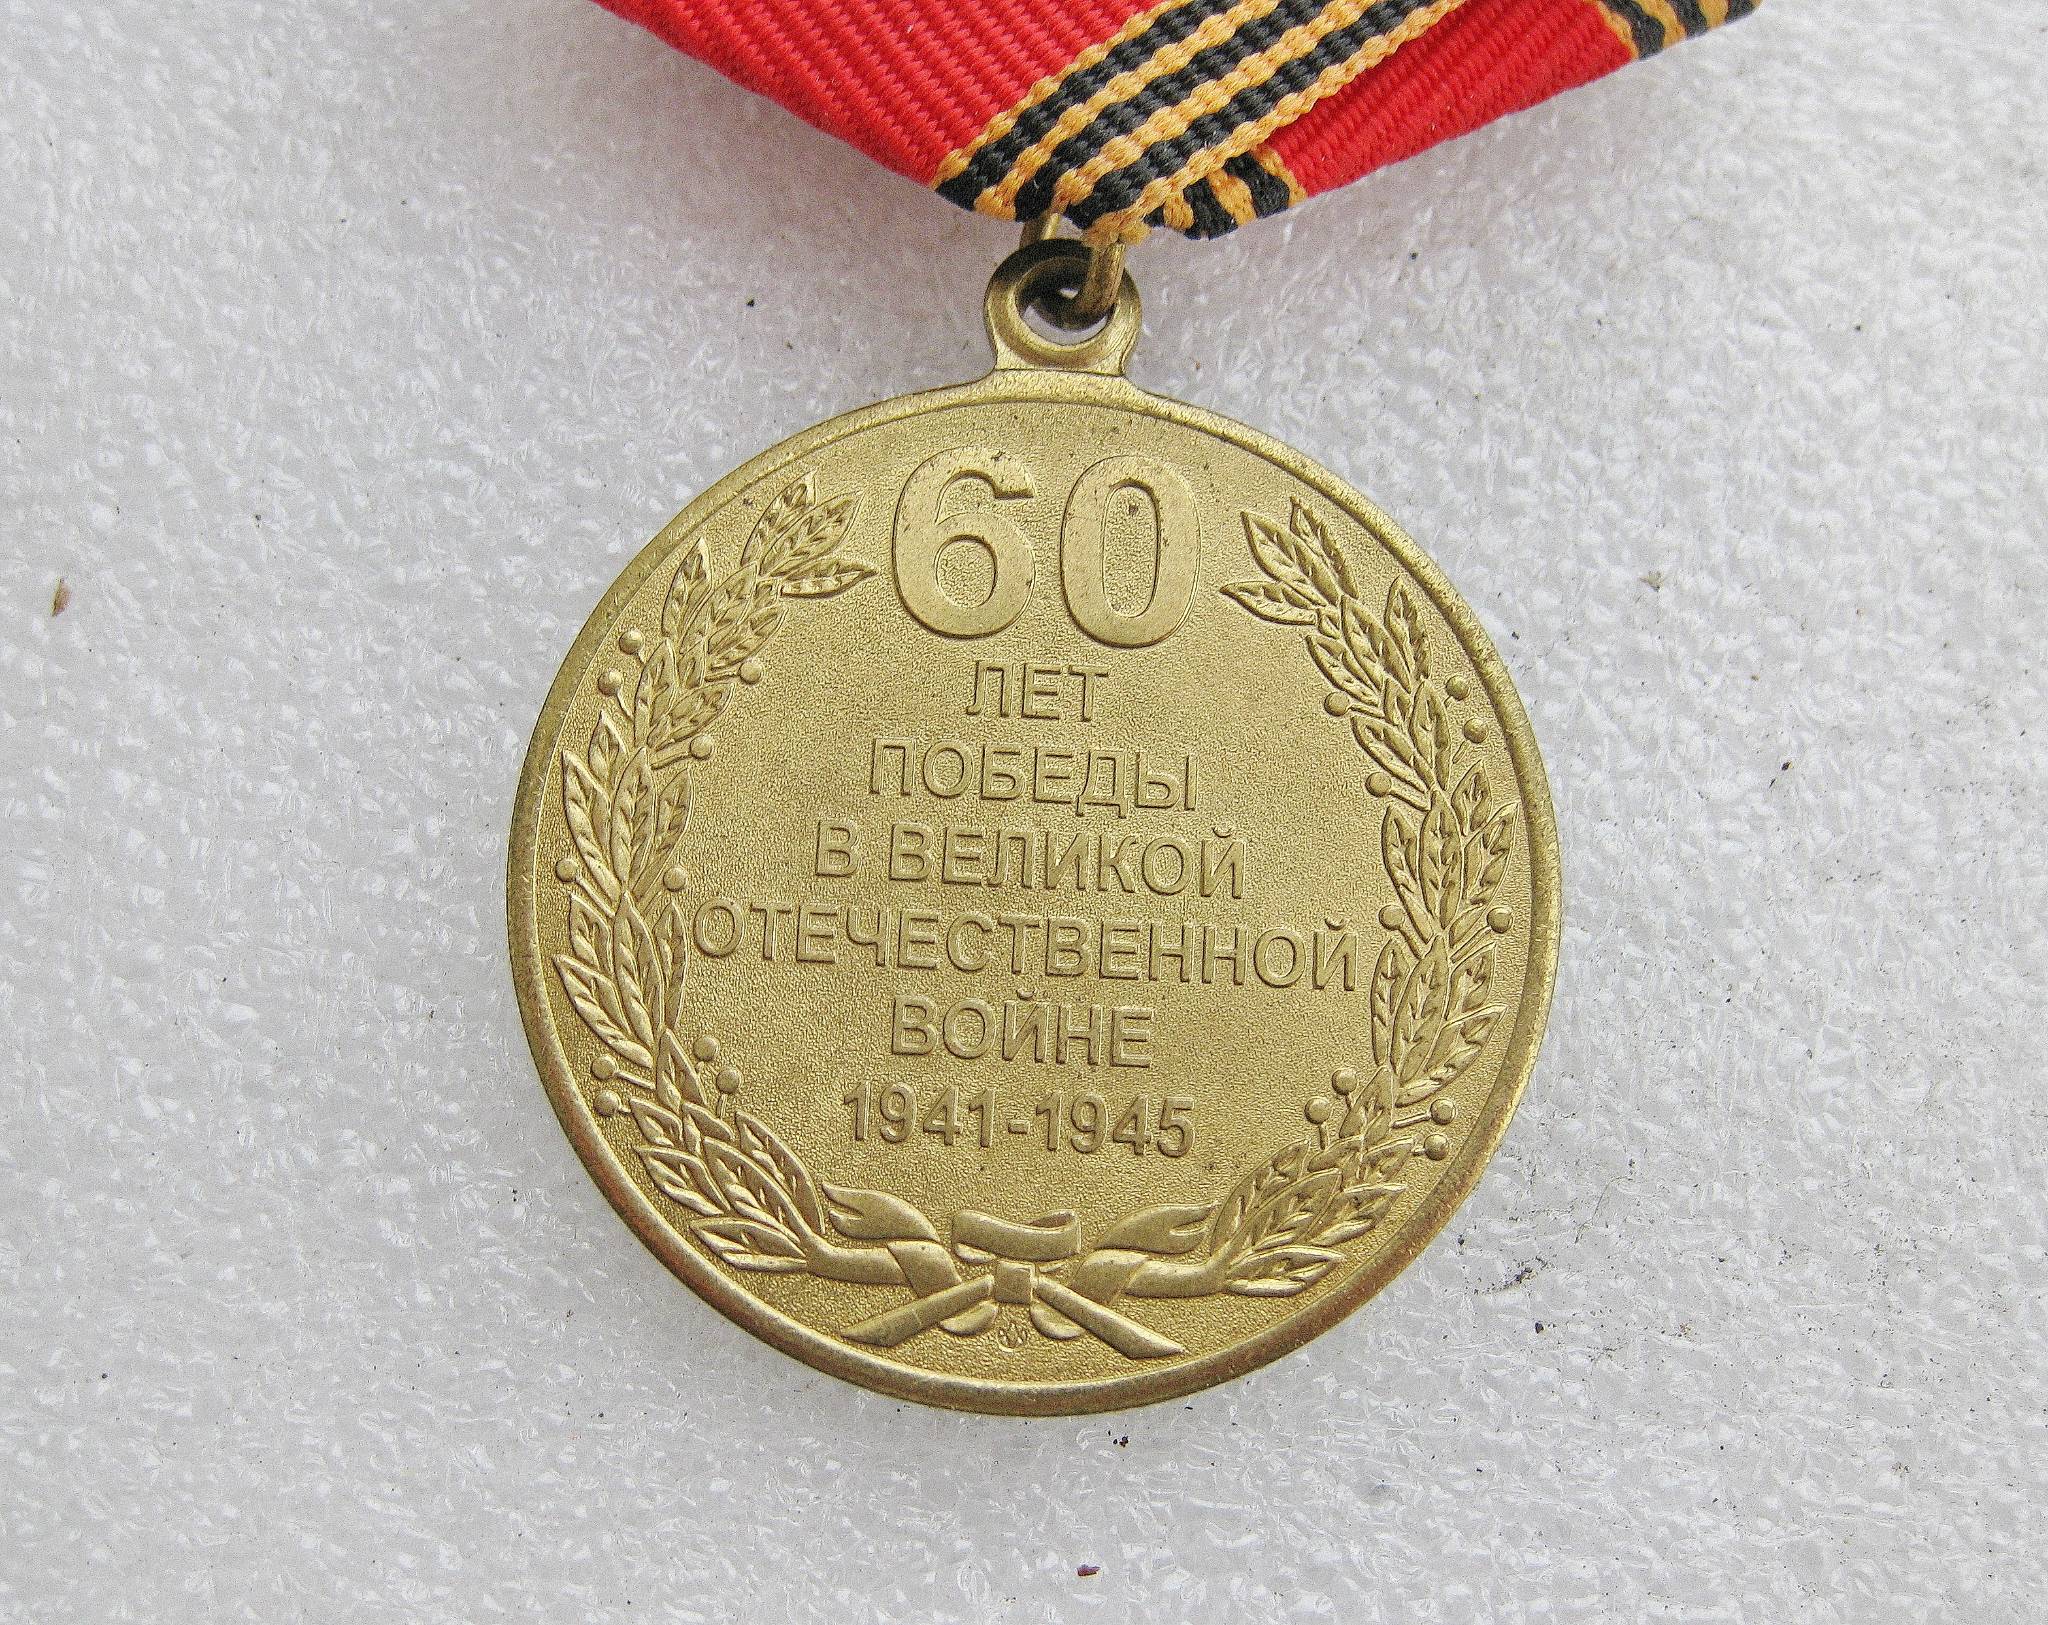 60
ЛЕТ
ПОБЕДЫ
В ВЕЛИКОЙ
ОТЕЧЕСТВЕННОЙ
ВОЙНЕ
1941-1945